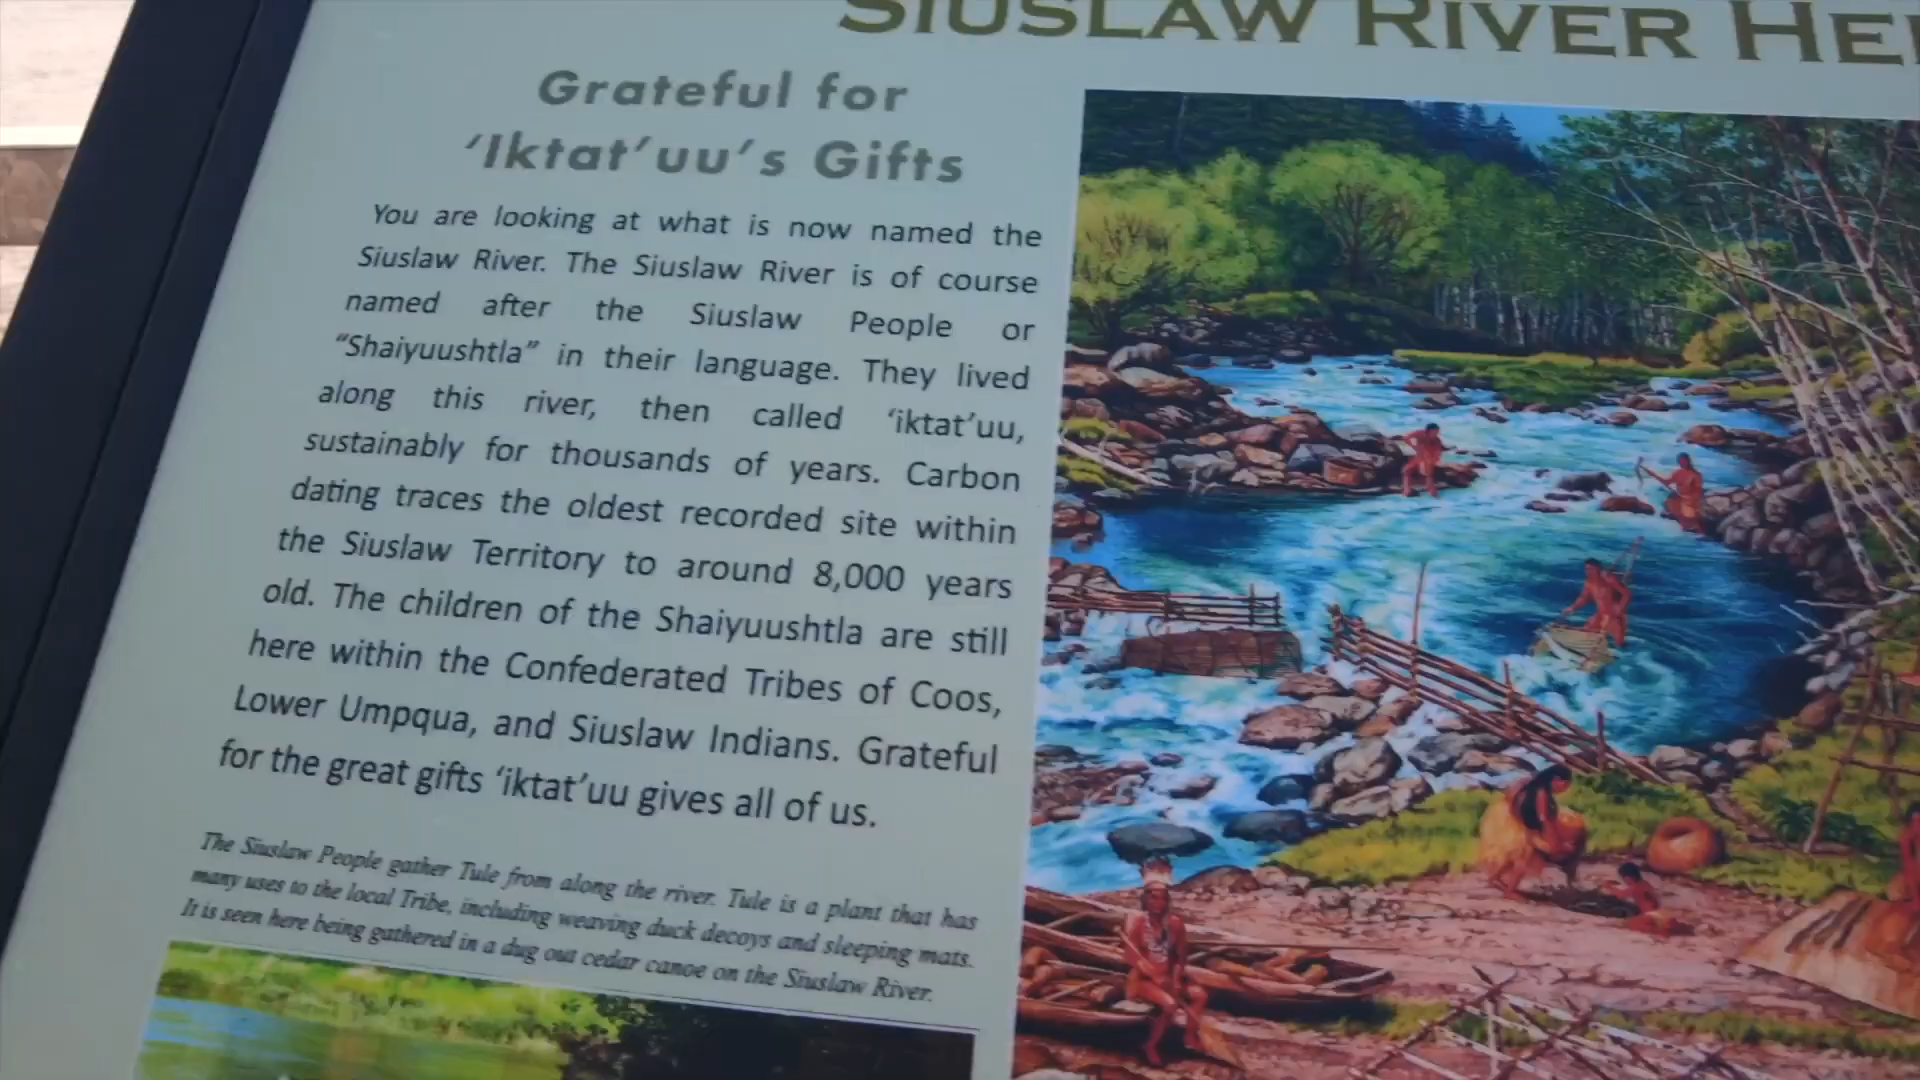 SIUSLAW RIVER
Grateful for
‘Iktat’uu’s Gifts
You are looking at what is now named the
Siuslaw River. The Siuslaw River is of course
named after the Siuslaw People or
“Shaiyuushtla” in their language. They lived
along this river, then called ‘iktat’uu,
sustainably for thousands of years. Carbon
dating traces the oldest recorded site within
the Siuslaw Territory to around 8,000 years
old. The children of the Shaiyuushtla are still
here within the Confederated Tribes of Coos,
Lower Umpqua, and Siuslaw Indians. Grateful
for the great gifts ‘iktat’uu gives all of us.
The Siuslaw People gather Tule from along the river. Tule is a plant that has
many uses to the local Tribe, including weaving duck decoys and sleeping mats.
It is seen here being gathered in a dug out cedar canoe on the Siuslaw River.